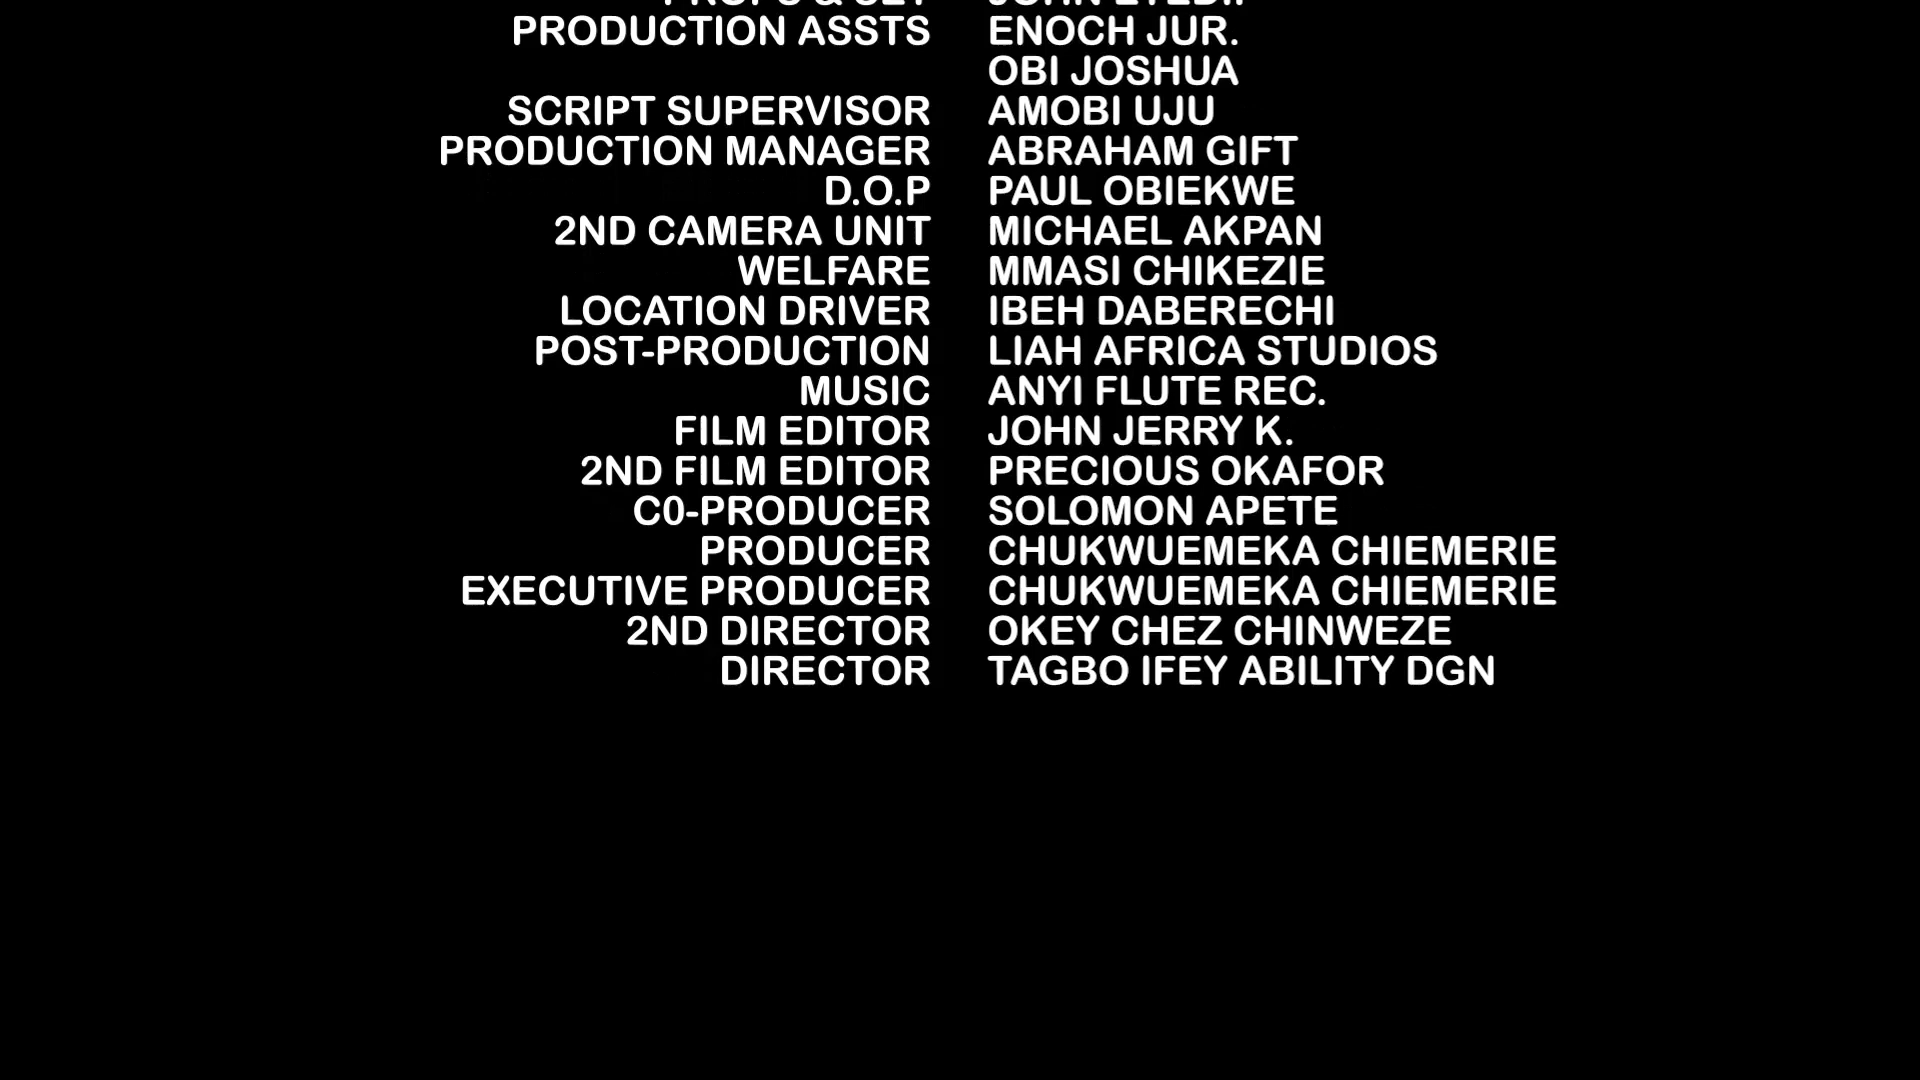 PROPS & SET JOHN
PRODUCTION ASSTS ENOCH JUR.
OBI JOSHUA
SCRIPT SUPERVISOR AMOBI UJU
PRODUCTION MANAGER ABRAHAM GIFT
D.O.P PAUL OBIEKWE
2ND CAMERA UNIT MICHAEL AKPAN
WELFARE MMASI CHIKEZIE
LOCATION DRIVER IBEH DABERECHI
POST-PRODUCTION LIAH AFRICA STUDIOS
MUSIC ANYI FLUTE REC.
FILM EDITOR JOHN JERRY K.
2ND FILM EDITOR PRECIOUS OKAFOR
C0-PRODUCER SOLOMON APETE
PRODUCER CHUKWUEMEKA CHIEMERIE
EXECUTIVE PRODUCER CHUKWUEMEKA CHIEMERIE
2ND DIRECTOR OKEY CHEZ CHINWEZE
DIRECTOR TAGBO IFEY ABILITY DGN